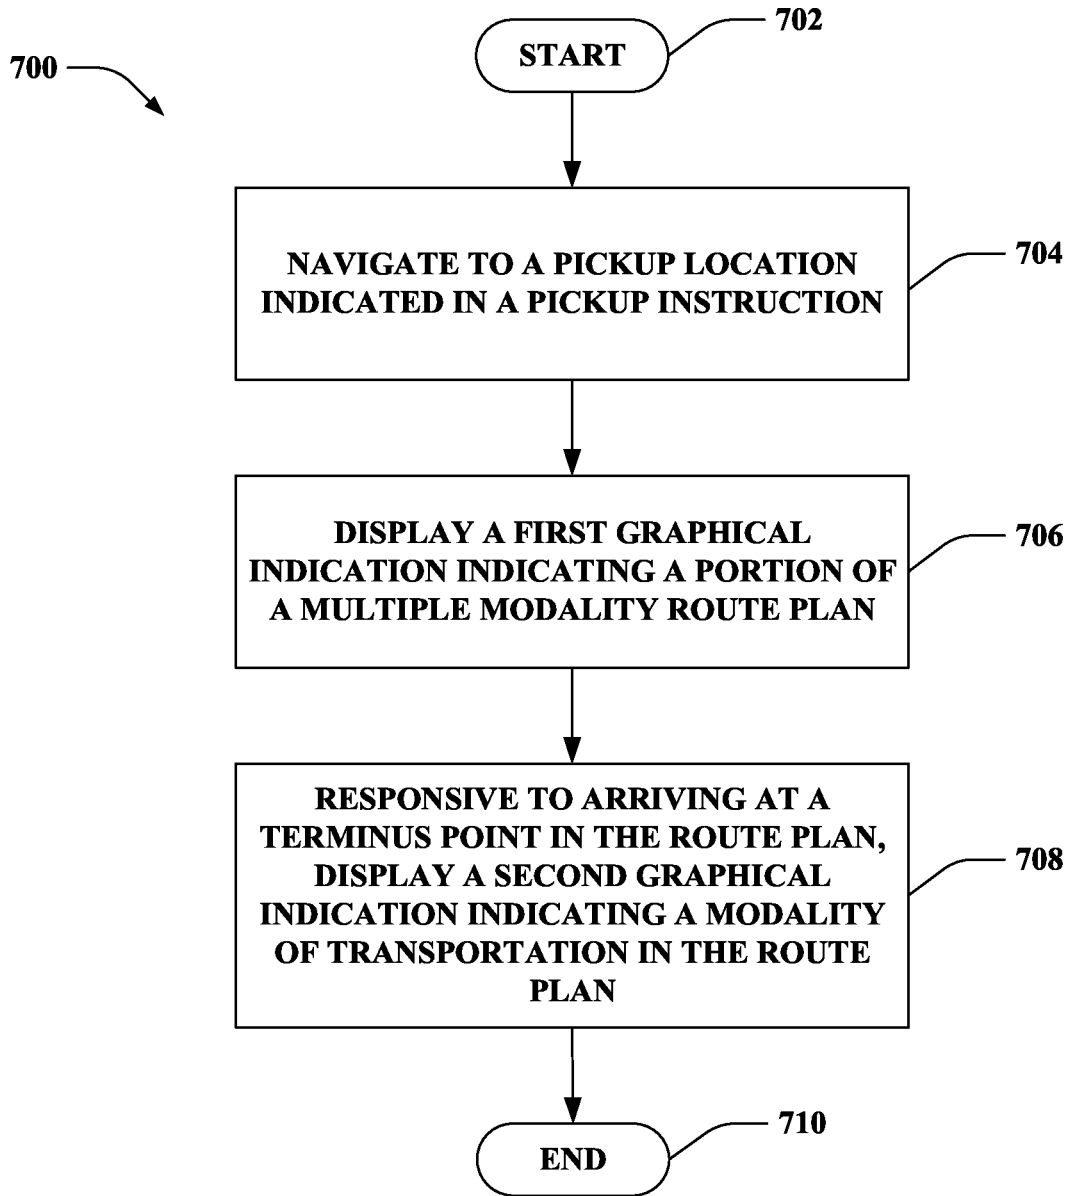 702
START
700
NAVIGATE TO A PICKUP LOCATION
INDICATED IN A PICKUP INSTRUCTION
704
DISPLAY A FIRST GRAPHICAL
INDICATION INDICATING A PORTION OF
A MULTIPLE MODALITY ROUTE PLAN
706
RESPONSIVE TO ARRIVING AT A
TERMINUS POINT IN THE ROUTE PLAN,
DISPLAY A SECOND GRAPHICAL
INDICATION INDICATING A MODALITY
OF TRANSPORTATION IN THE ROUTE
PLAN
708
710
END